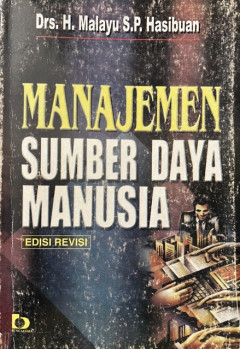 Drs. H. Malayu S.P. Hasibuan
MANAJEMEN
SUMBER DAYA
MANUSIA
EDISI REVISI